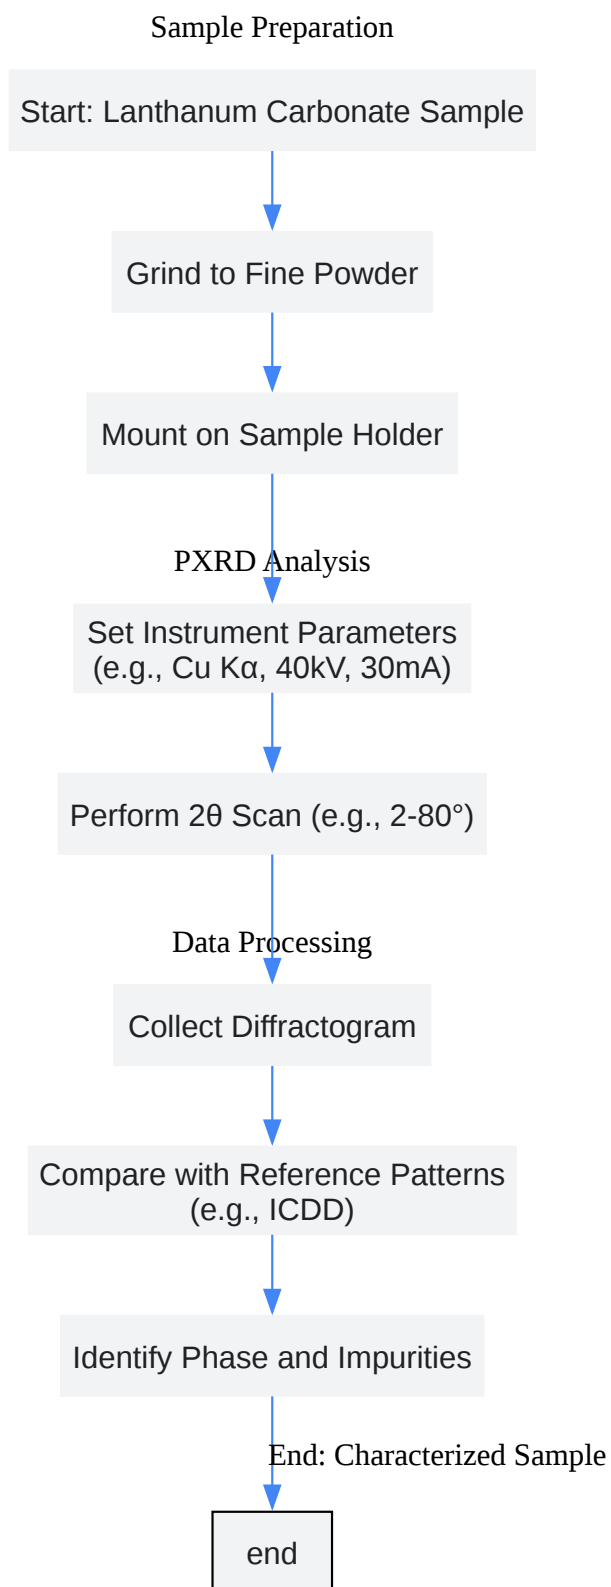 Sample Preparation
Start: Lanthanum Carbonate Sample
Grind to Fine Powder
Mount on Sample Holder
PXRD Analysis
Set Instrument Parameters
(e.g., Cu Kα, 40kV, 30mA)
Perform 2θ Scan (e.g., 2-80°)
Data Processing
Collect Diffractogram
Compare with Reference Patterns
(e.g., ICDD)
Identify Phase and Impurities
End: Characterized Sample
end